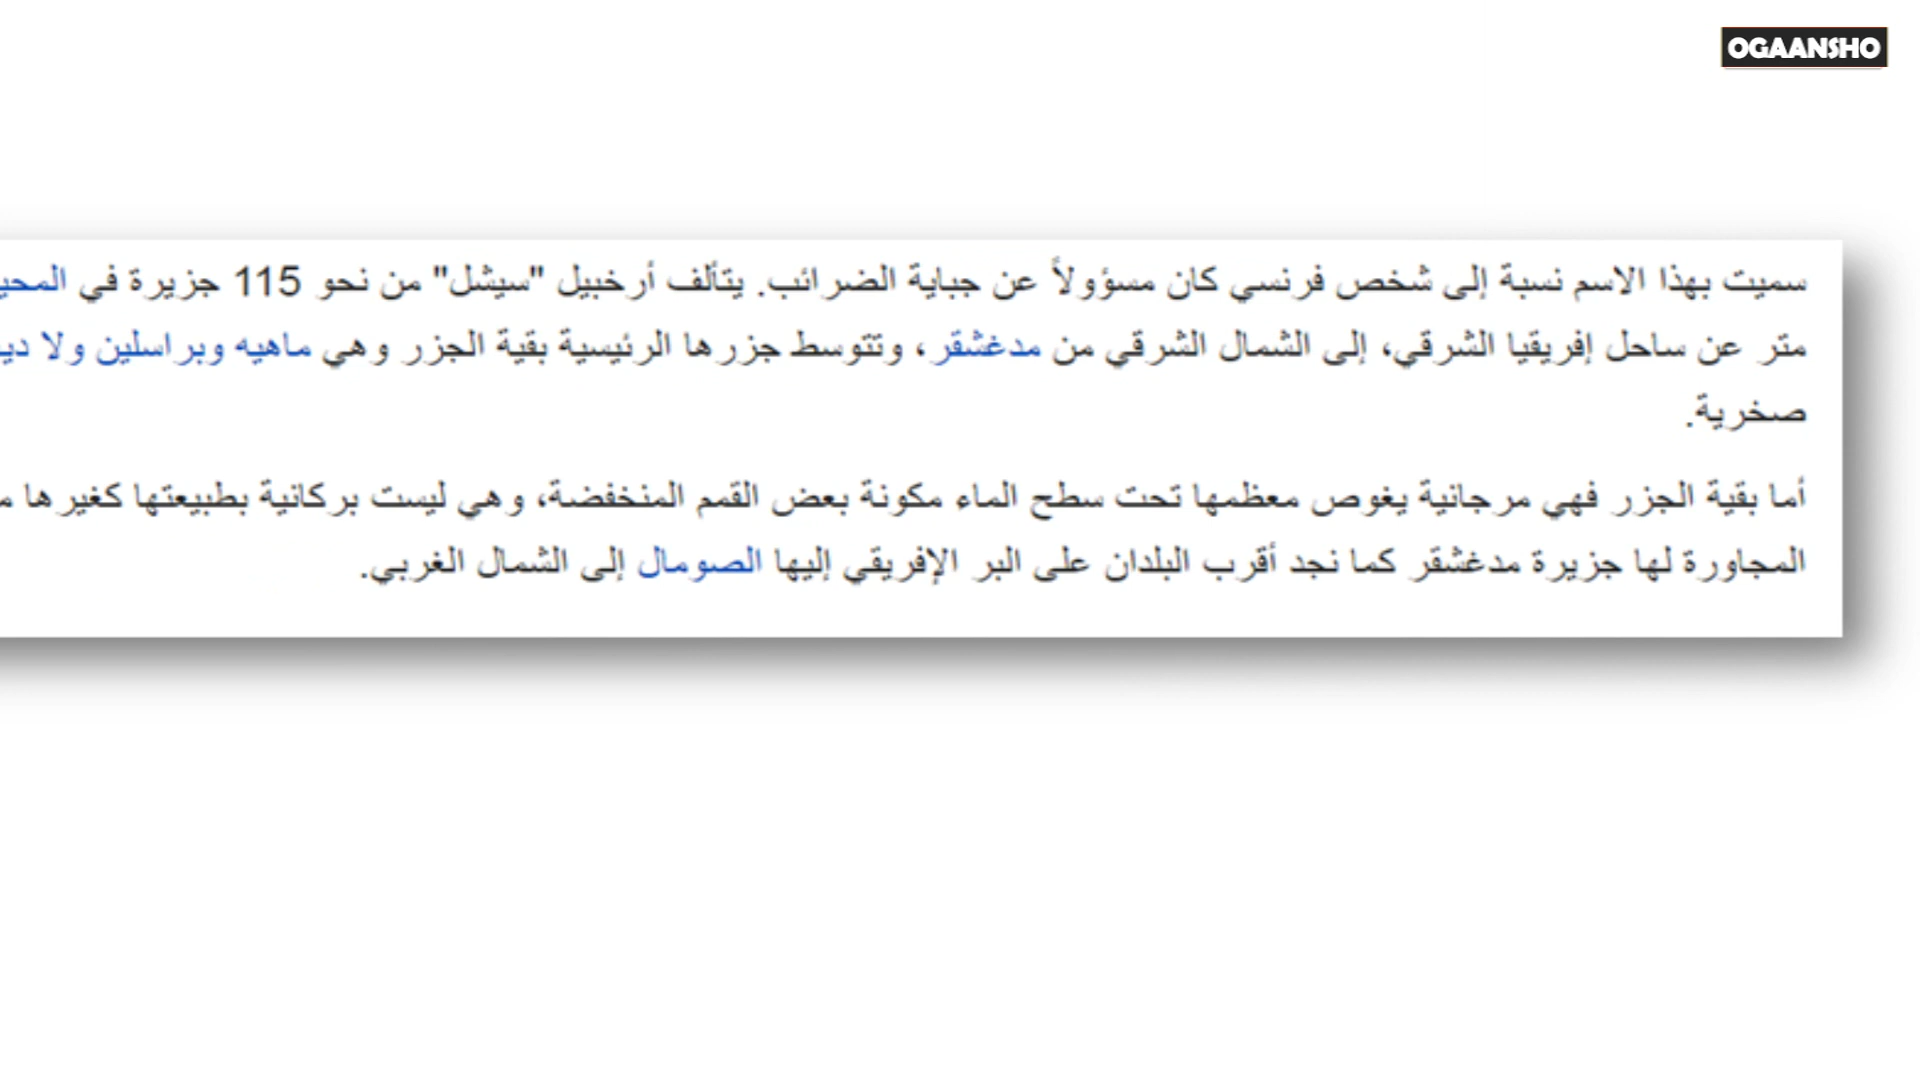 OGAANSHO
سميت بهذا الاسم نسبة إلى شخص فرنسي كان مسؤولاً عن جباية الضرائب. يتألف أرخبيل "سيشل" من نحو 115 جزيرة في
متر عن ساحل إفريقيا الشرقي، إلى الشمال الشرقي من مدغشقر، وتتوسط جزرها الرئيسية بقية الجزر وهي ماهيه وبراسلين ولا
صخرية.
أما بقية الجزر فهي مرجانية يغوص معظمها تحت سطح الماء مكونة بعض القمم المنخفضة، وهي ليست بركانية بطبيعتها كغيرها
المجاورة لها جزيرة مدغشقر كما نجد أقرب البلدان على البر الإفريقي إليها الصومال إلى الشمال الغربي.